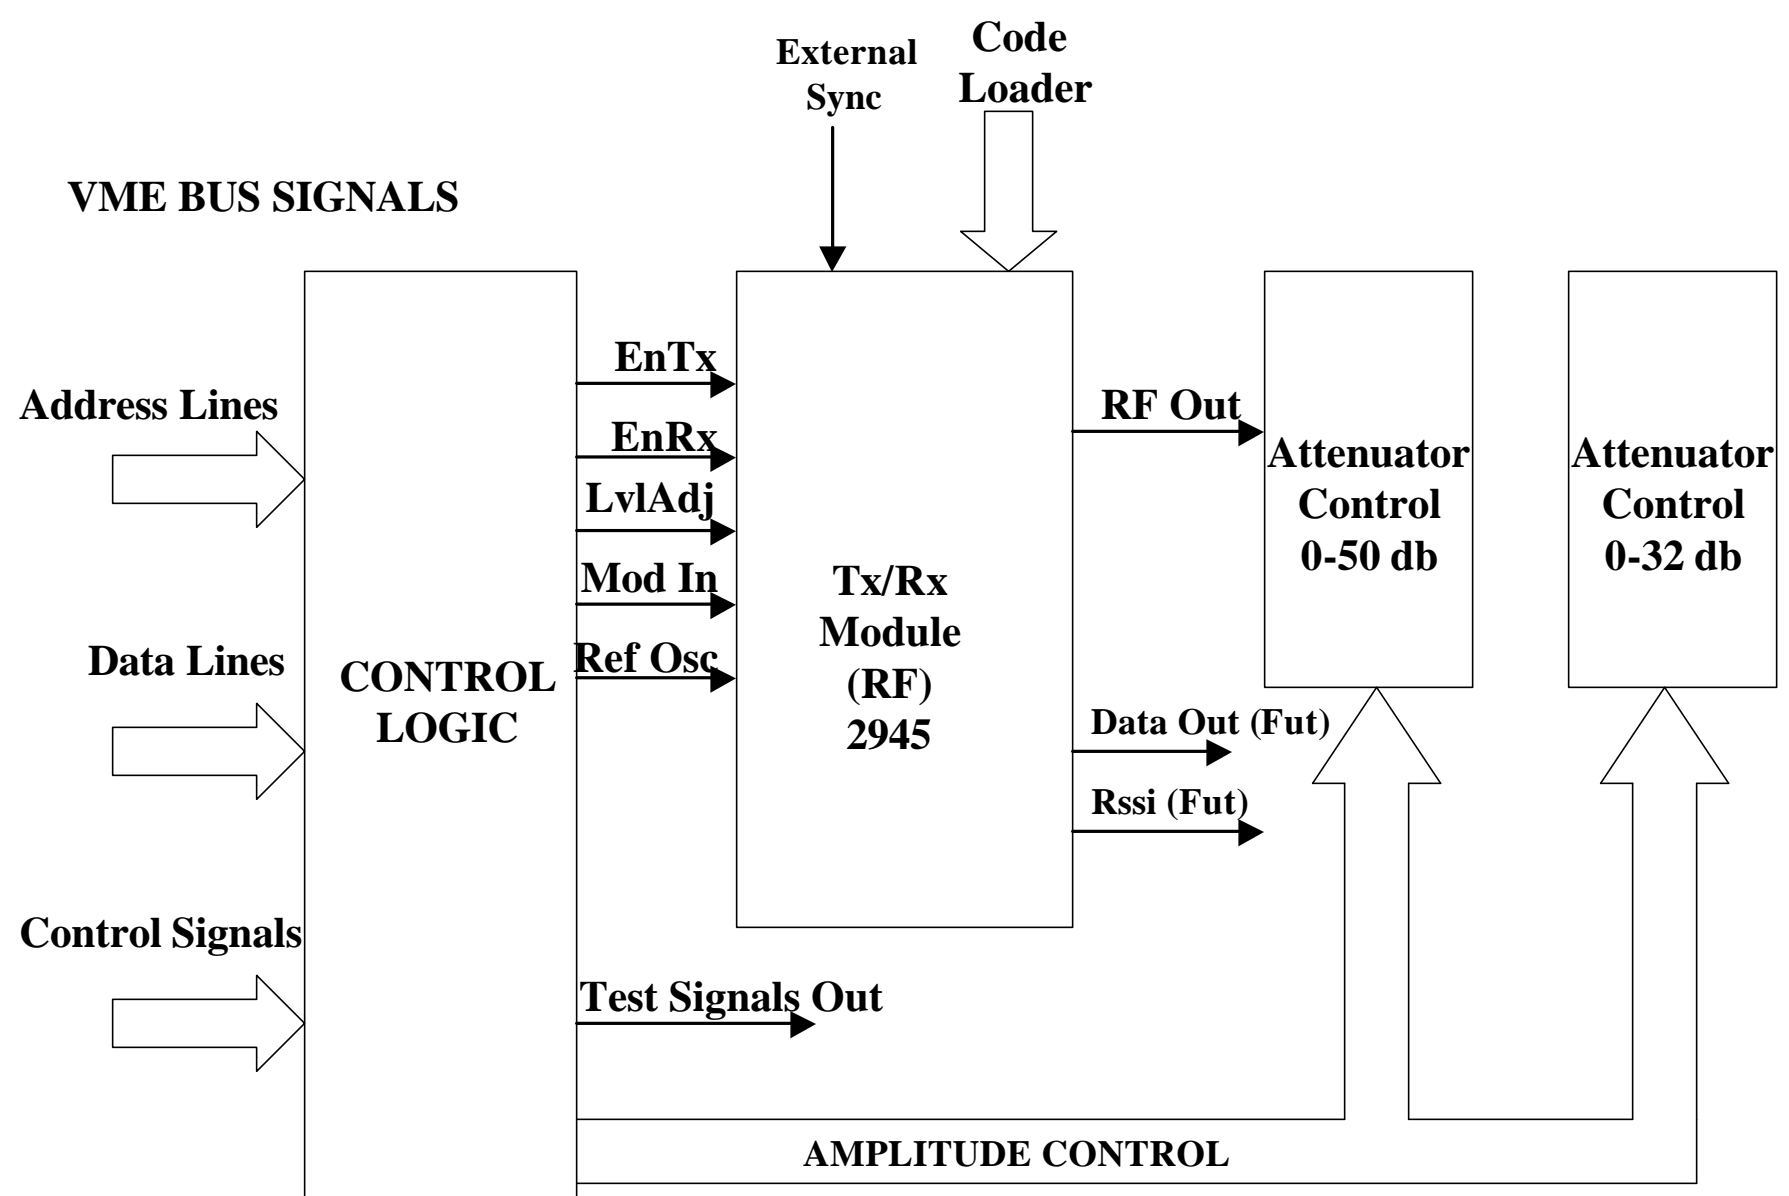 External
Sync
Code
Loader
VME BUS SIGNALS
Address Lines
Data Lines
Control Signals
CONTROL
LOGIC
EnTx
EnRx
LvlAdj
Mod In
Ref Osc
Test Signals Out
Tx/Rx
Module
(RF)
2945
RF Out
Data Out (Fut)
Rssi (Fut)
Attenuator
Control
0-50 db
Attenuator
Control
0-32 db
AMPLITUDE CONTROL